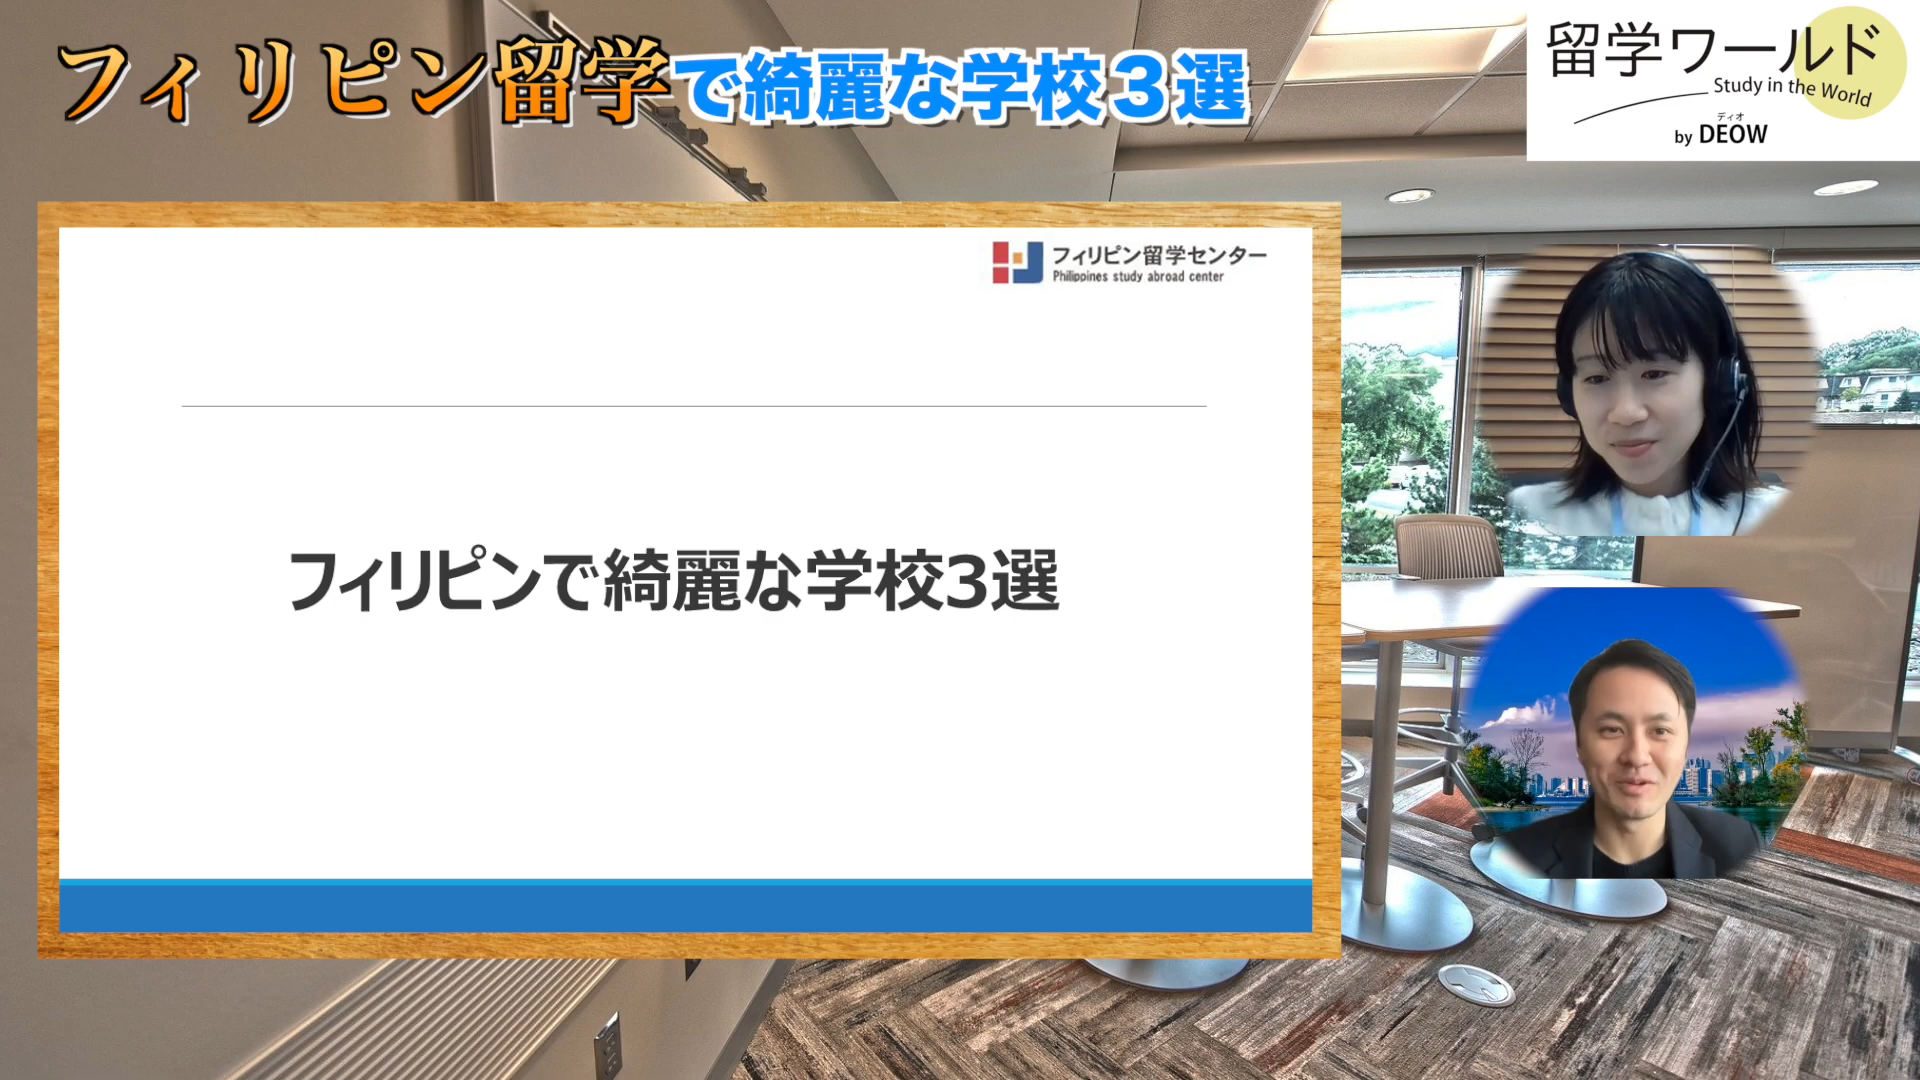 フィリピン留学で綺麗な学校３選
留学ワールド
Study in the World
ディオ
by DEOW
フィリピン留学センター
Philippines study abroad center
フィリピンで綺麗な学校3選